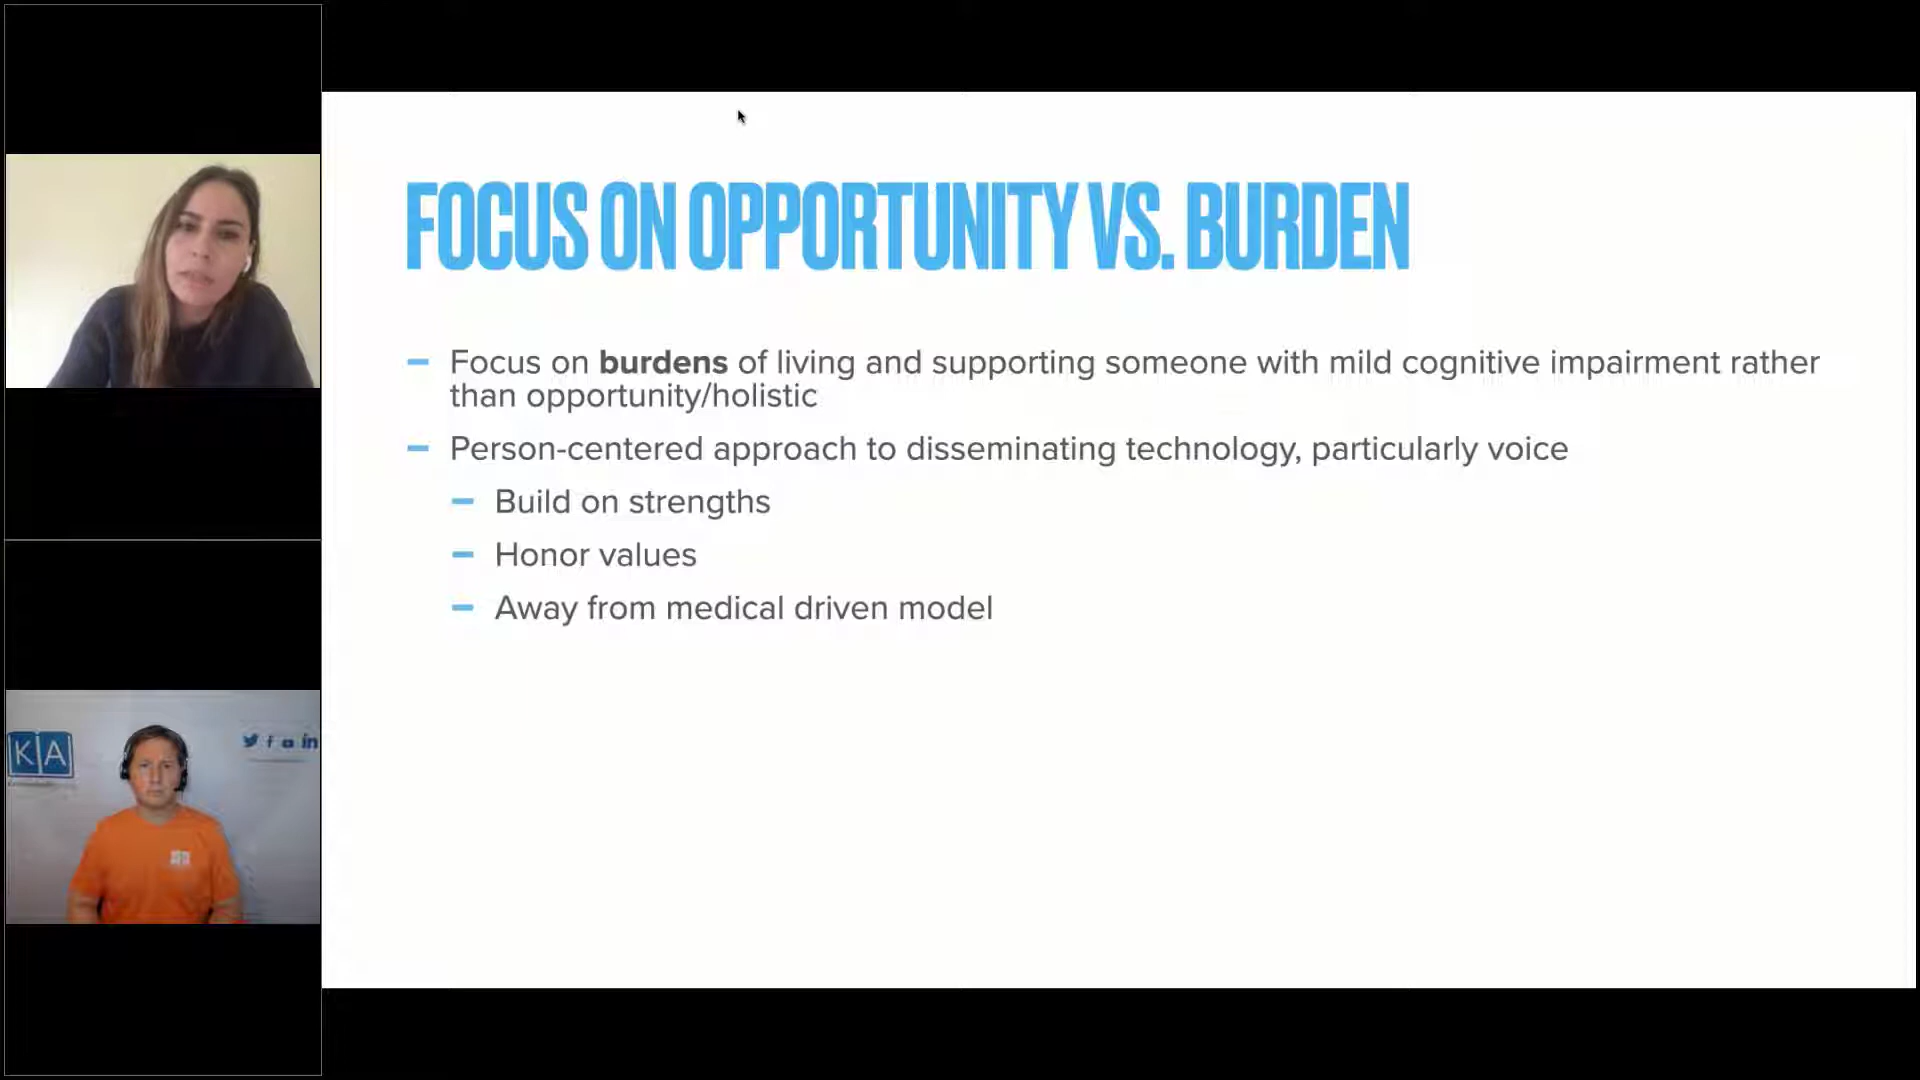 FOCUS ON OPPORTUNITY VS. BURDEN
– Focus on burdens of living and supporting someone with mild cognitive impairment rather
than opportunity/holistic
– Person-centered approach to disseminating technology, particularly voice
– Build on strengths
– Honor values
– Away from medical driven model
K|A